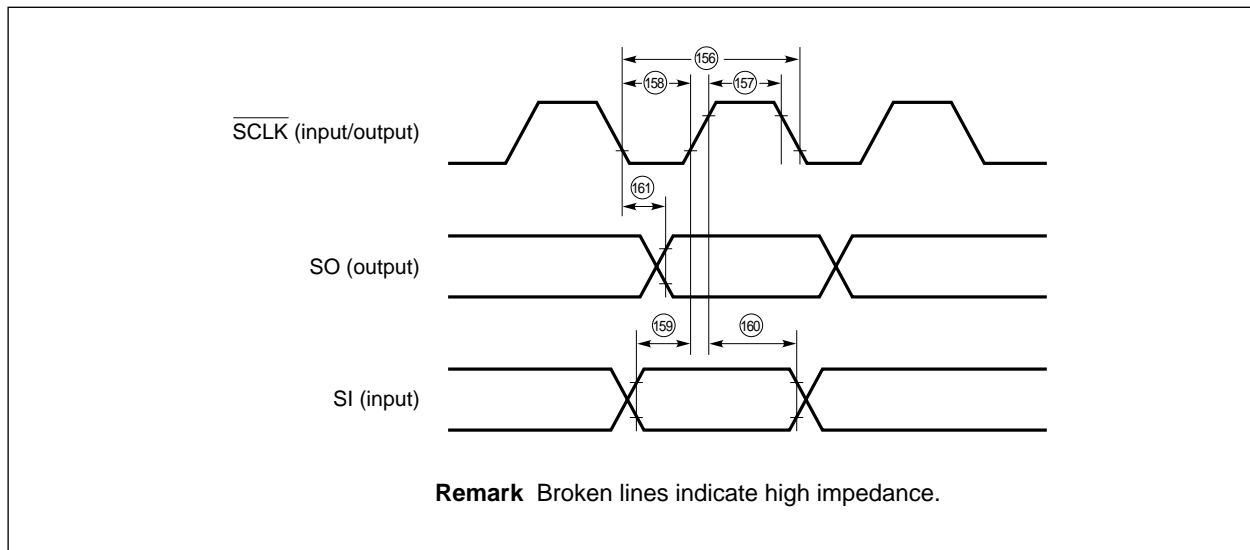 156
158
157
SCLK (input/output)
161
SO (output)
159
160
SI (input)
Remark Broken lines indicate high impedance.